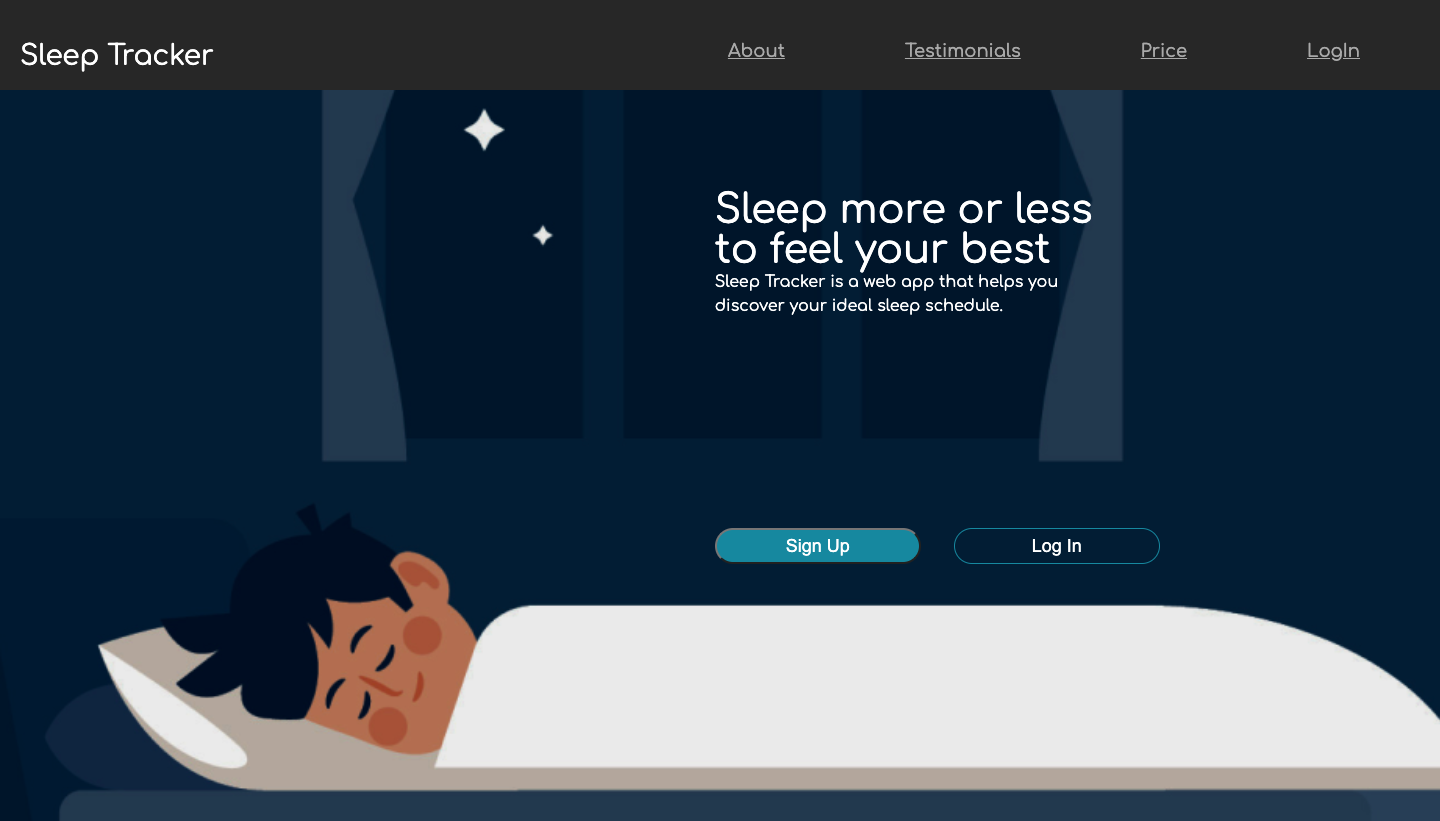 Sleep Tracker
About
Testimonials
Price
LogIn
Sleep more or less
to feel your best
Sleep Tracker is a web app that helps you
discover your ideal sleep schedule.
Sign Up
Log In